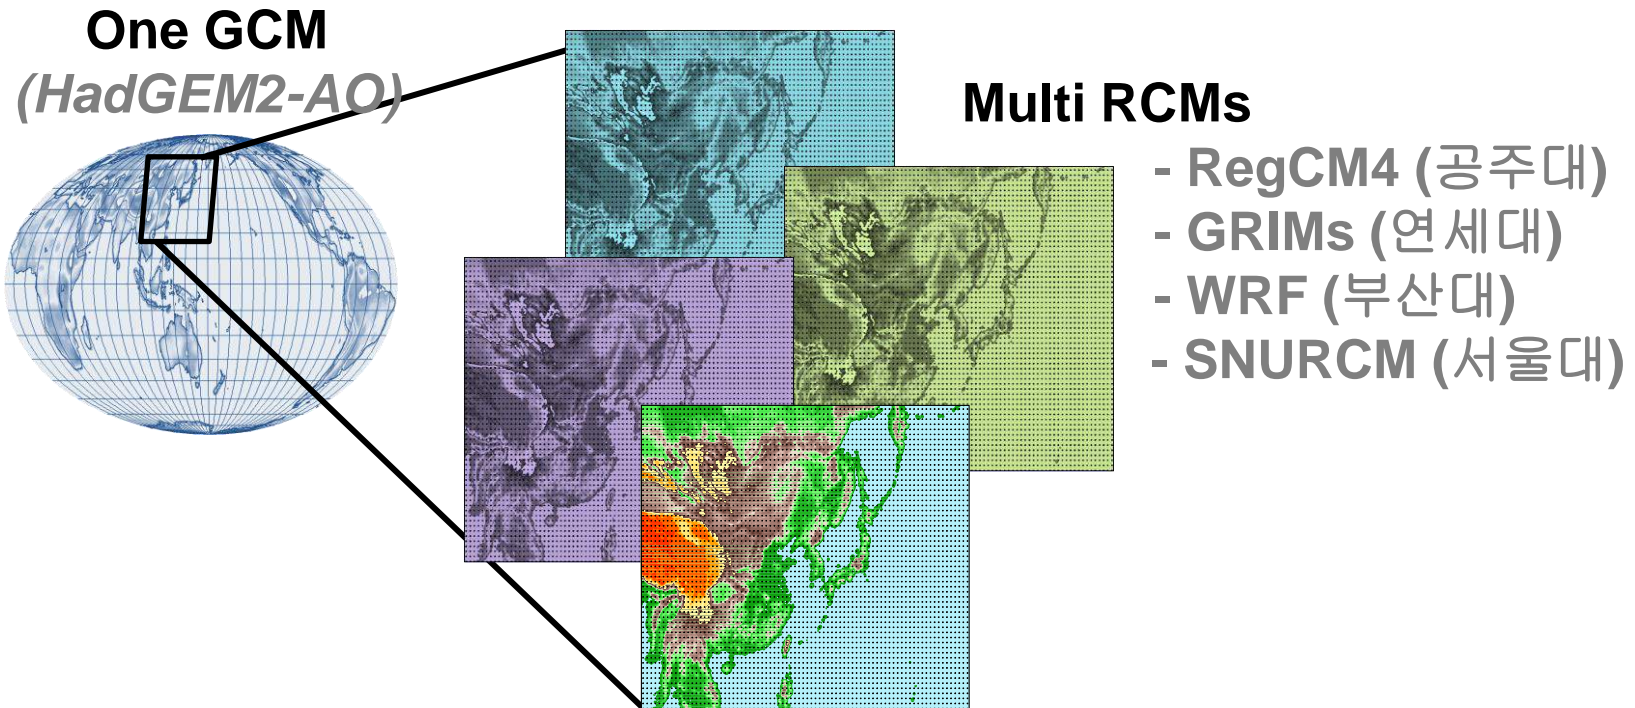 One GCM
(HadGEM2-AO)
Multi RCMs
- RegCM4 (공주대)
- GRIMs (연세대)
- WRF (부산대)
- SNURCM (서울대)